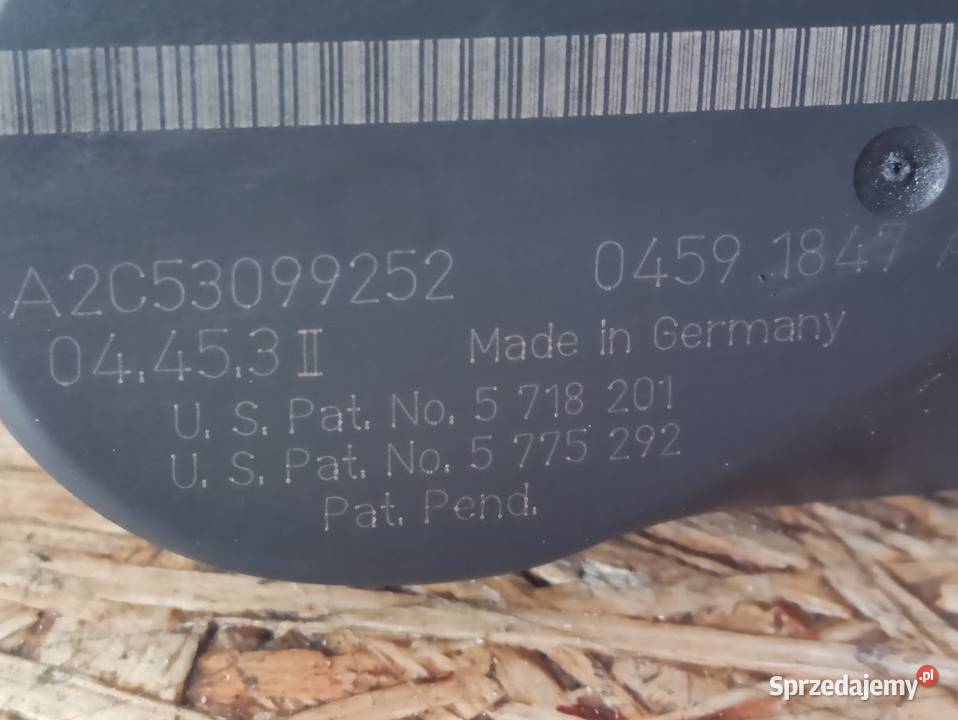 A2C53099252 0459.1847 A
04.45.3 II Made in Germany
U. S. Pat. No. 5 718 201
U. S. Pat. No. 5 775 292
Pat. Pend.
Sprzedajemy.pl